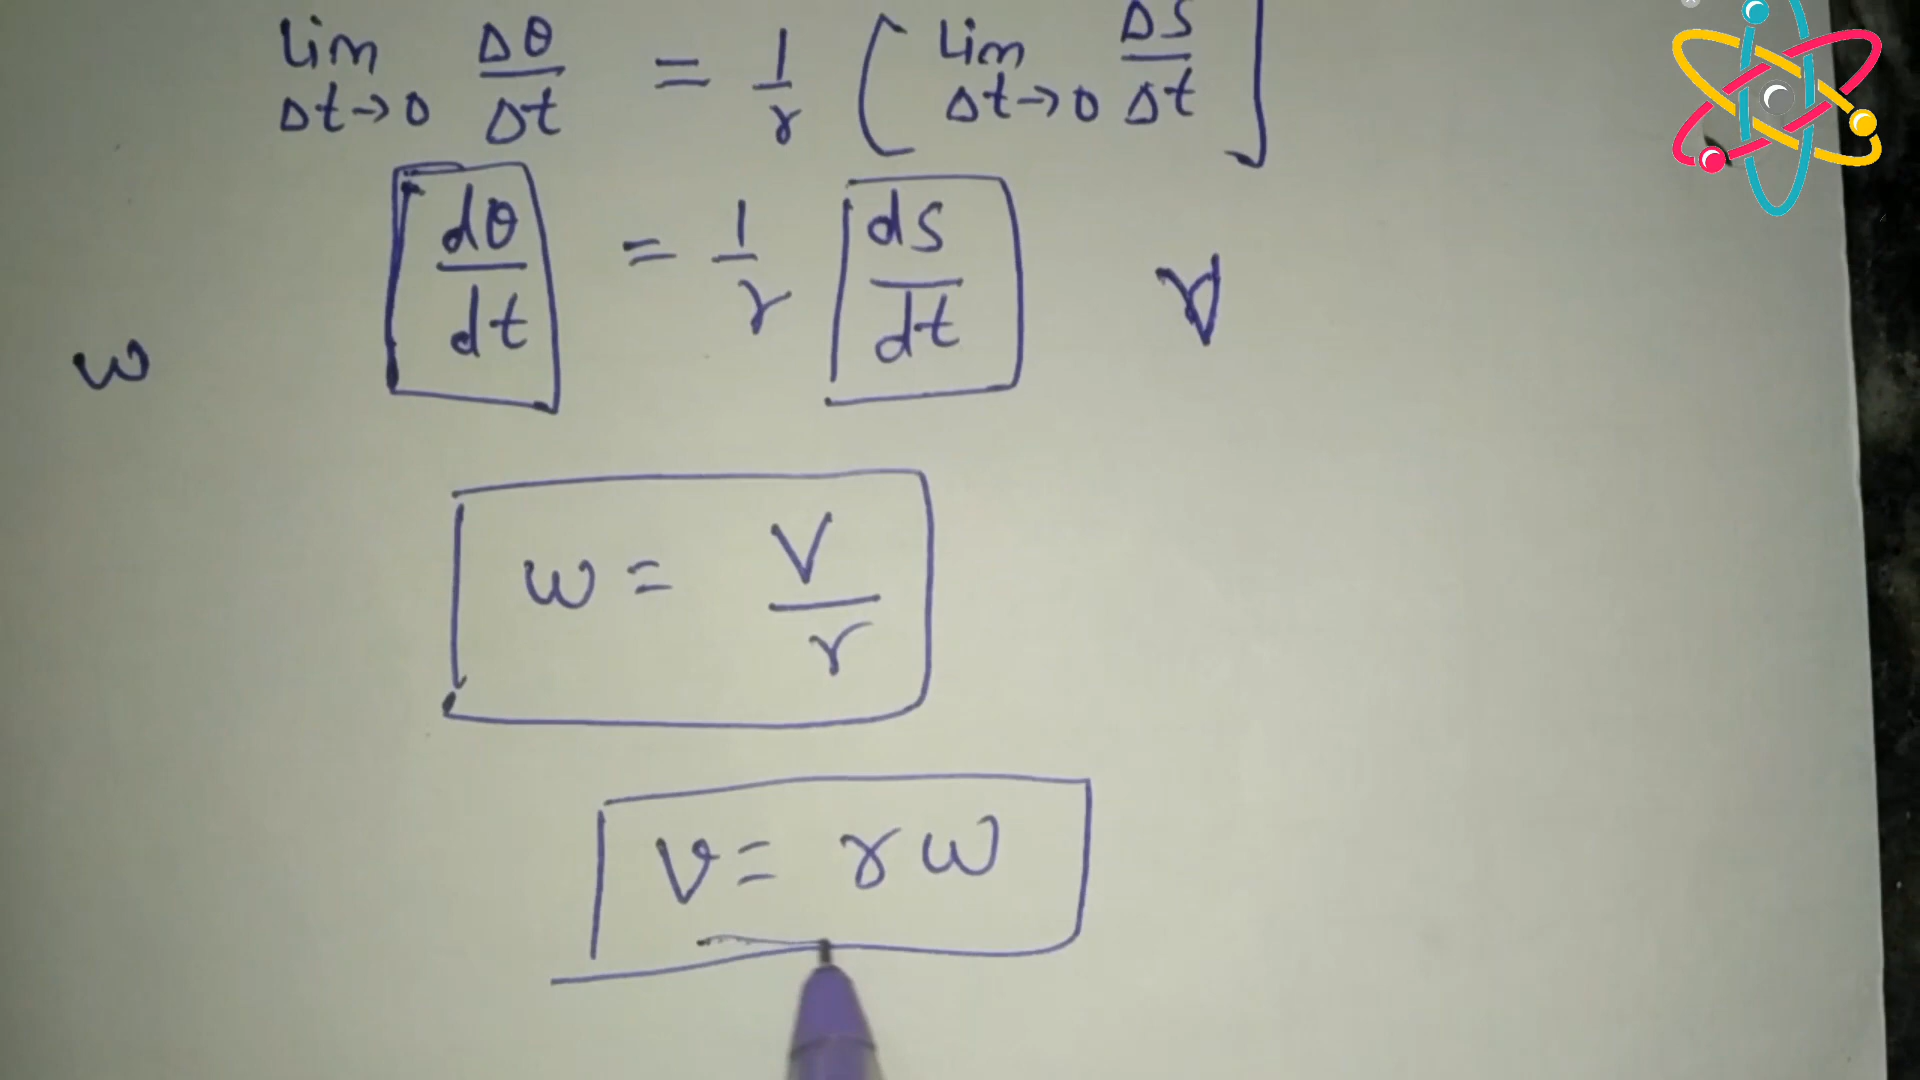 lim Δt→0 Δθ/Δt = 1/r [ lim Δt→0 ΔS/Δt ]
dθ/dt = 1/r ds/dt V
ω
ω = V/r
v = rω